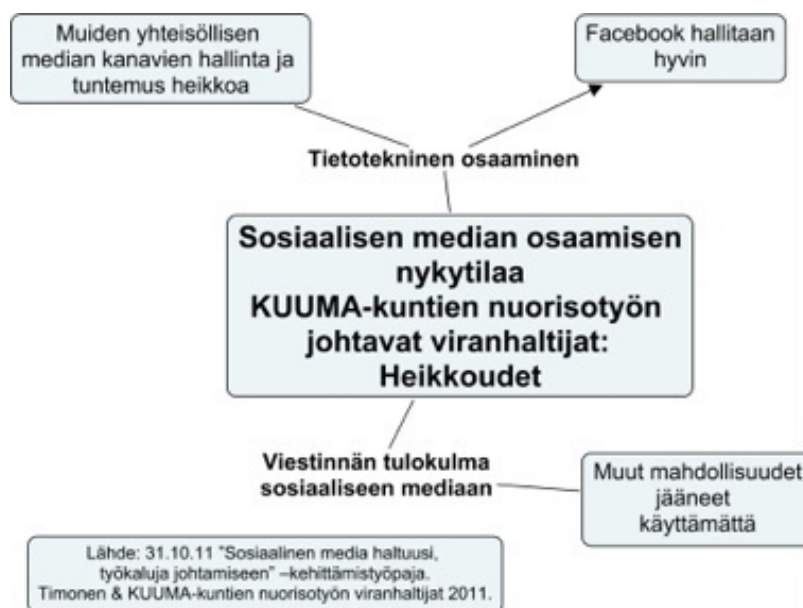 Muiden yhteisöllisen
median kanavien hallinta ja
tuntemus heikkoa
Facebook hallitaan
hyvin
Tietotekninen osaaminen
Sosiaalisen median osaamisen
nykytilaa
KUUMA-kuntien nuorisotyön
johtavat viranhaltijat:
Heikkoudet
Viestinnän tulokulma
sosiaaliseen mediaan
Muut mahdollisuudet
jääneet
käyttämättä
Lähde: 31.10.11 "Sosiaalinen media haltuusi,
työkaluja johtamiseen" –kehittämistyöpaja.
Timonen & KUUMA-kuntien nuorisotyön viranhaltijat 2011.